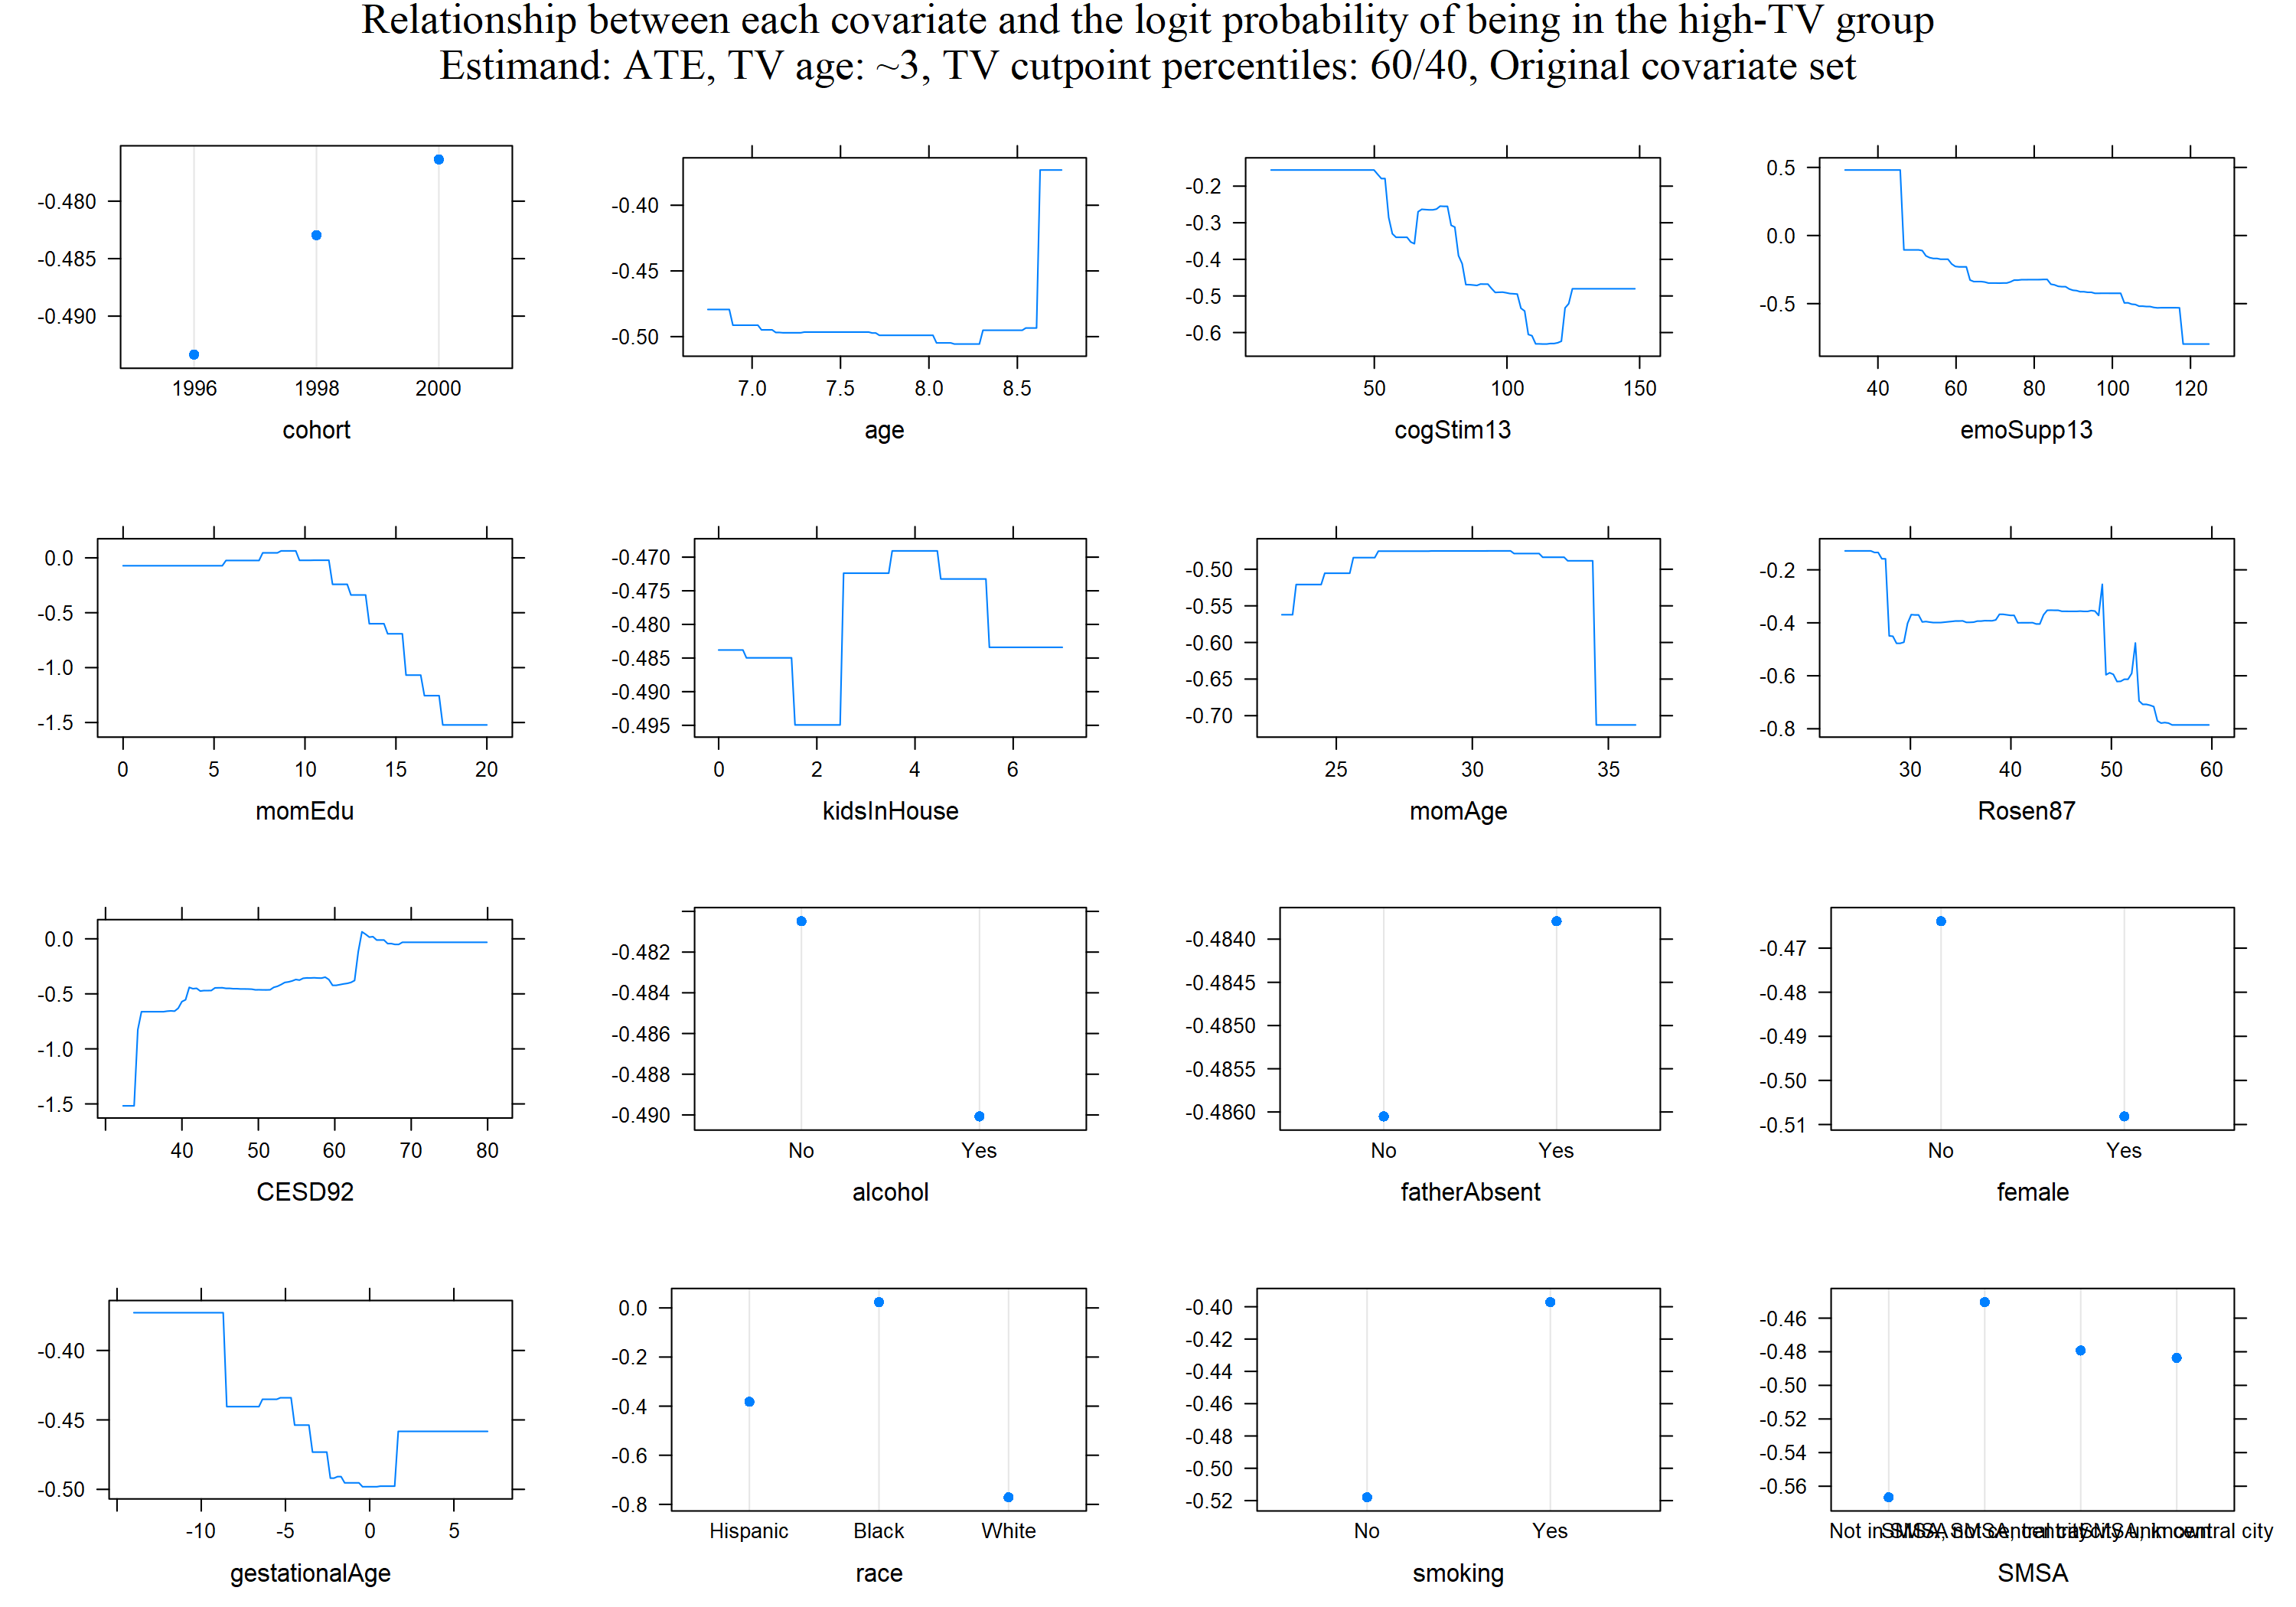 Relationship between each covariate and the logit probability of being in the high-TV group
Estimand: ATE, TV age: ~3, TV cutpoint percentiles: 60/40, Original covariate set
-0.480
-0.485
-0.490
1996 1998 2000
cohort
-0.40
-0.45
-0.50
7.0 7.5 8.0 8.5
age
-0.2
-0.3
-0.4
-0.5
-0.6
50 100 150
cogStim13
0.5
0.0
-0.5
40 60 80 100 120
emoSupp13
0.0
-0.5
-1.0
-1.5
0 5 10 15 20
momEdu
-0.470
-0.475
-0.480
-0.485
-0.490
-0.495
0 2 4 6
kidsInHouse
-0.50
-0.55
-0.60
-0.65
-0.70
25 30 35
momAge
-0.2
-0.4
-0.6
-0.8
30 40 50 60
Rosen87
0.0
-0.5
-1.0
-1.5
40 50 60 70 80
CESD92
-0.482
-0.484
-0.486
-0.488
-0.490
No Yes
alcohol
-0.4840
-0.4845
-0.4850
-0.4855
-0.4860
No Yes
fatherAbsent
-0.47
-0.48
-0.49
-0.50
-0.51
No Yes
female
-0.40
-0.45
-0.50
-10 -5 0 5
gestationalAge
0.0
-0.2
-0.4
-0.6
-0.8
Hispanic Black White
race
-0.40
-0.42
-0.44
-0.46
-0.48
-0.50
-0.52
No Yes
smoking
-0.46
-0.48
-0.50
-0.52
-0.54
-0.56
Not in central city
SMSA